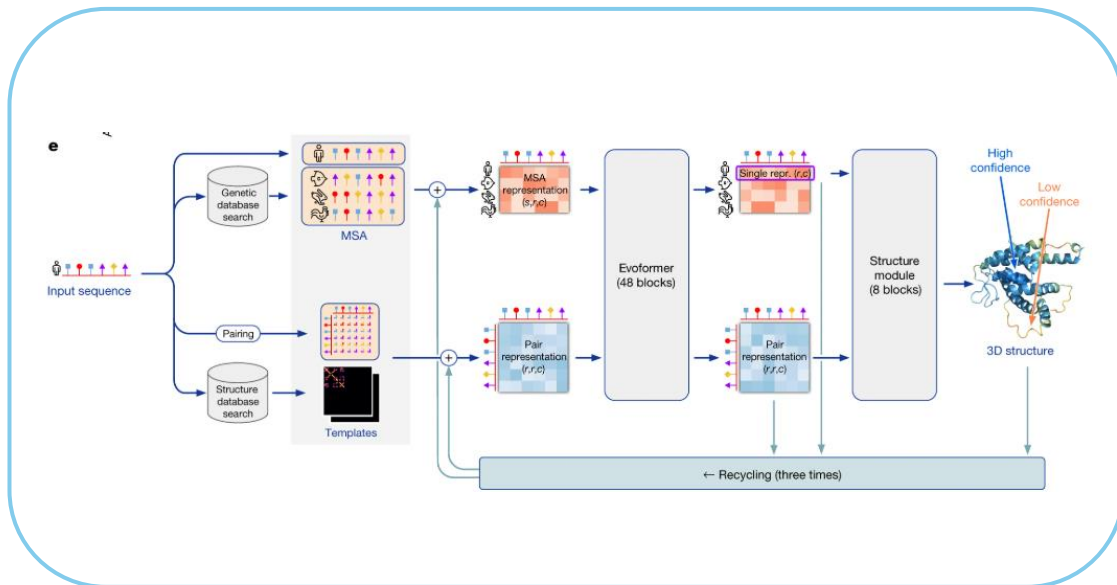 e
Genetic
database
search
MSA
Input sequence
Pairing
Structure
database
search
Templates
+
+
MSA
representation
(s,r,c)
Pair
representation
(r,r,c)
Evoformer
(48 blocks)
Single repr. (r,c)
Pair
representation
(r,r,c)
Structure
module
(8 blocks)
High
confidence
Low
confidence
3D structure
← Recycling (three times)